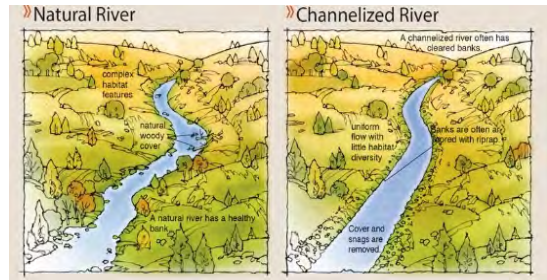 »Natural River
complex
habitat
features
natural
woody
cover
A natural river has a healthy
bank.
»Channelized River
A channelized river often has
cleared banks.
uniform
flow with
little habitat
diversity
Banks are often
with riprap.
Cover and
snags are
removed.